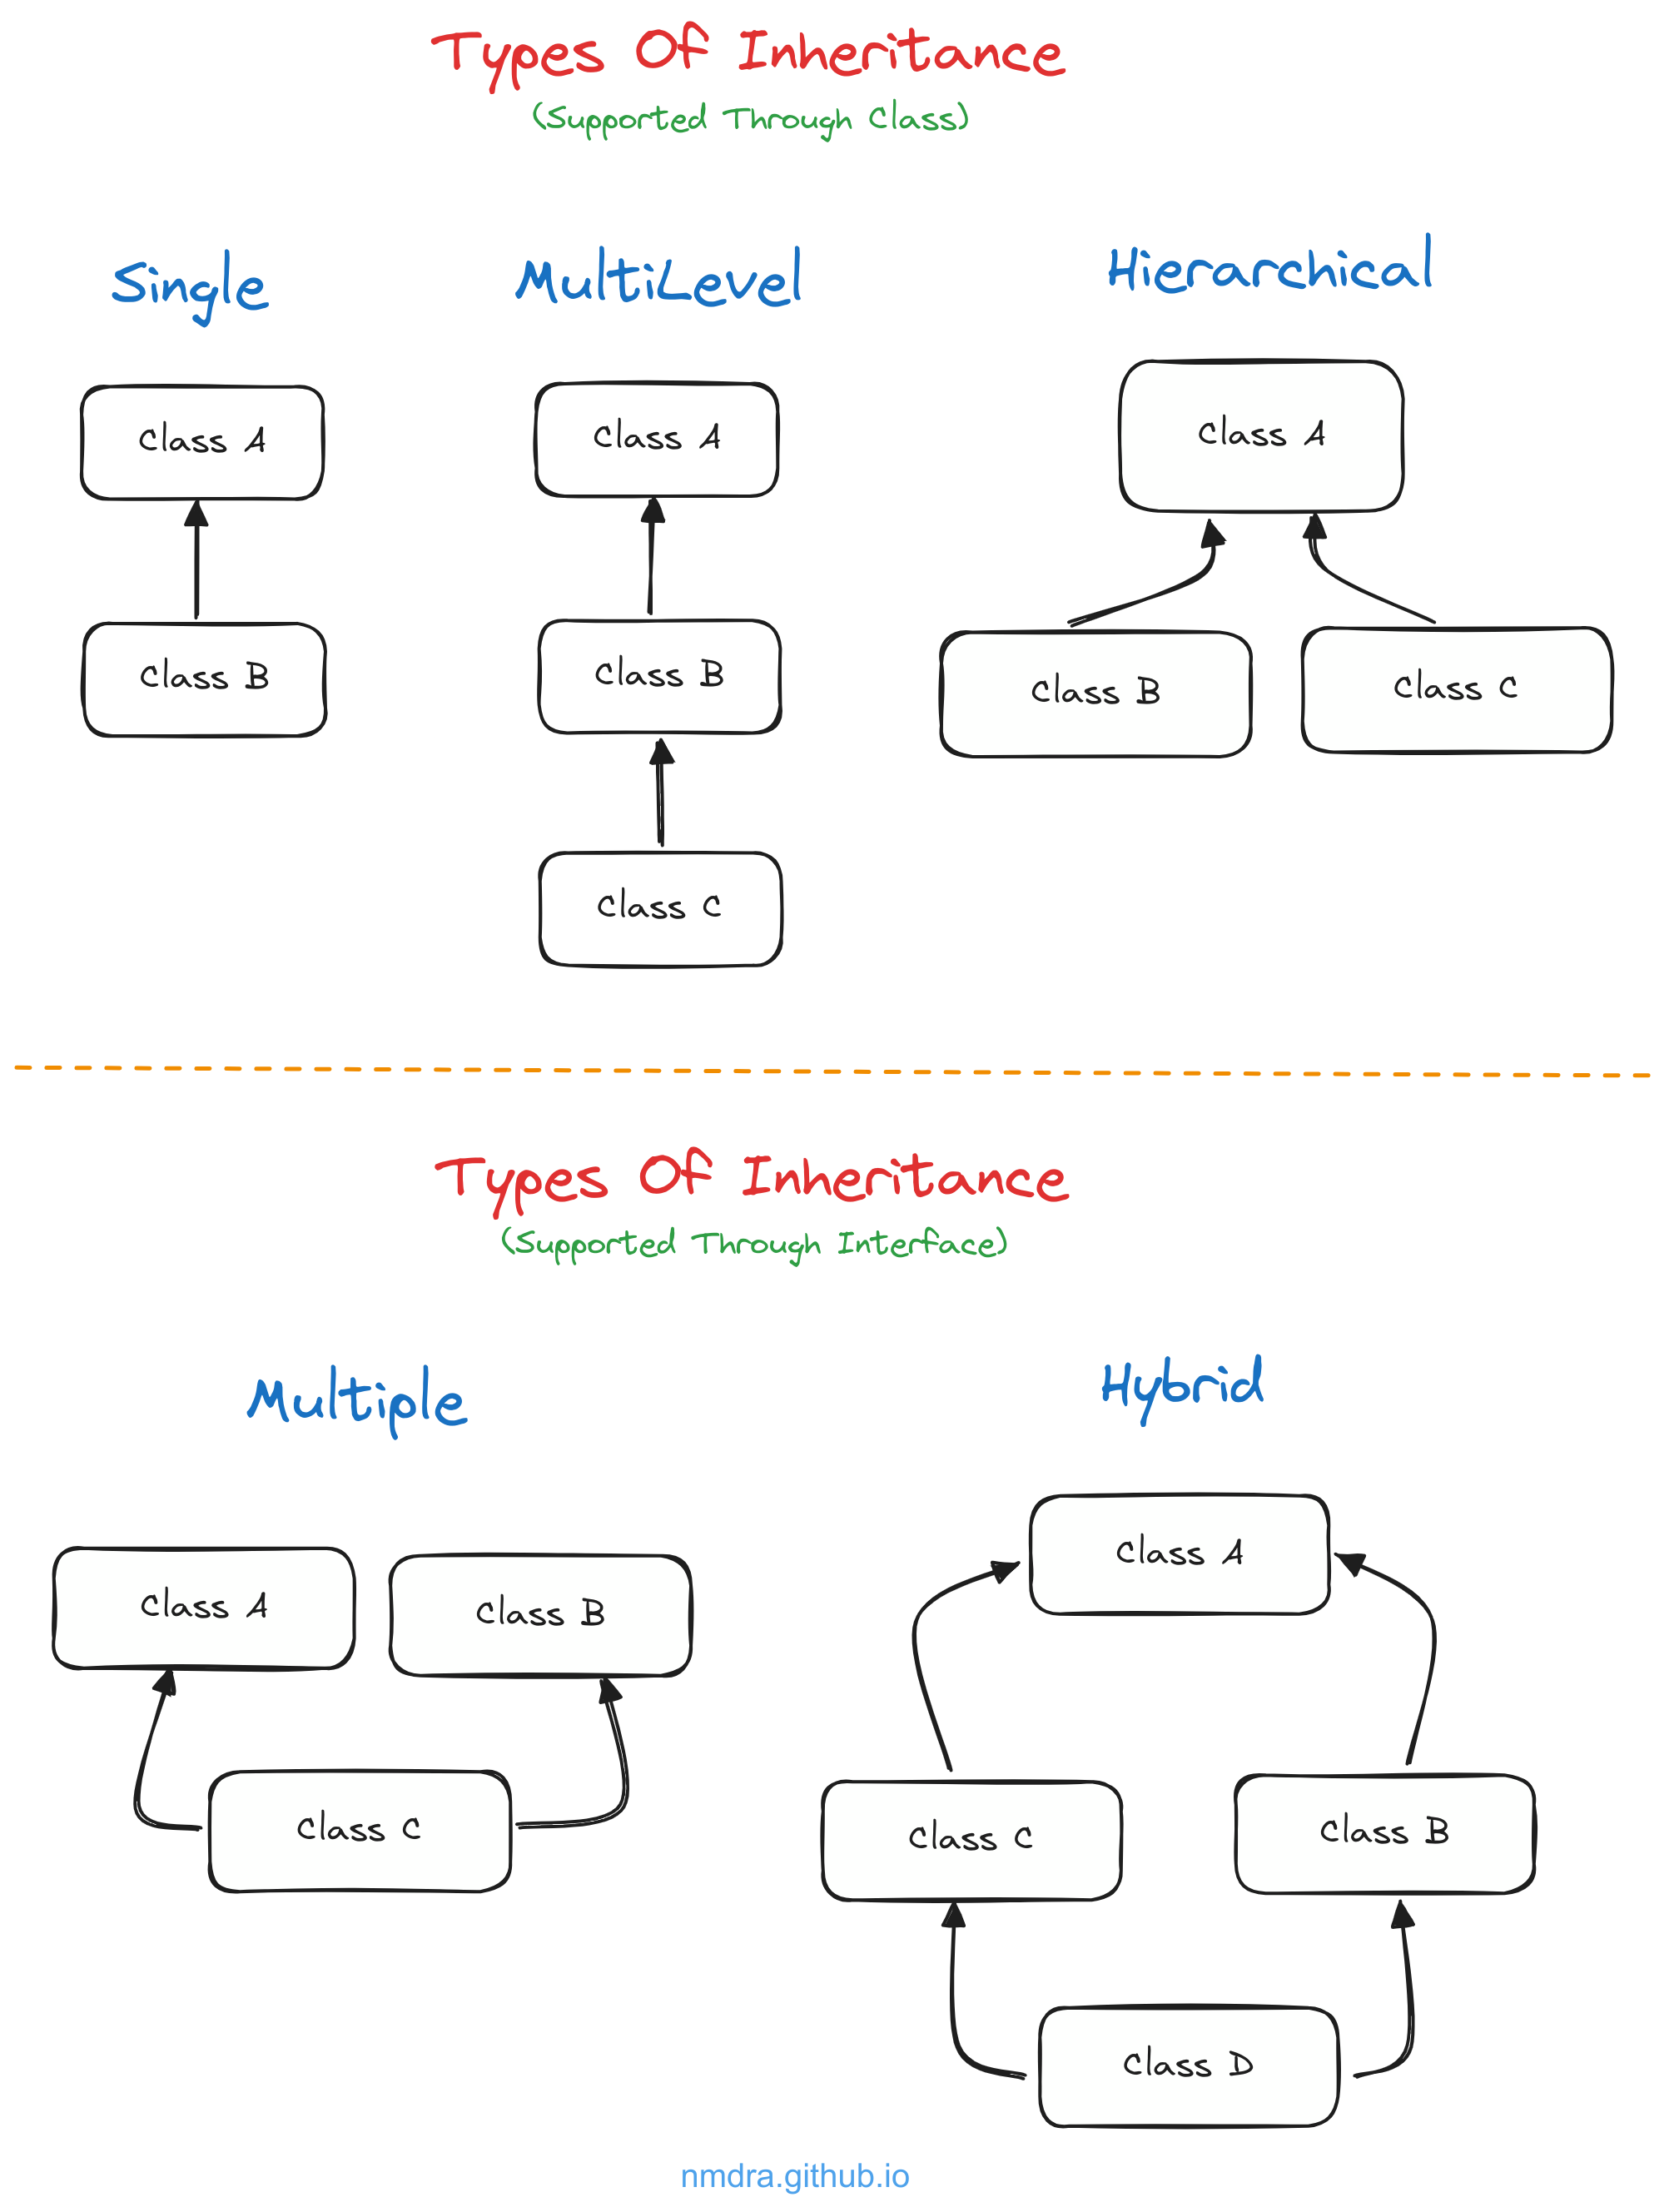 Types Of Inheritance
(Supported Through Class)
Single
MultiLevel
Hierarchical
Class A
Class B
Class A
Class B
Class C
Class A
Class B
Class C
Types Of Inheritance
(Supported Through Interface)
Multiple
Hybrid
Class A
Class B
Class C
Class A
Class C
Class B
Class D
nmdra.github.io